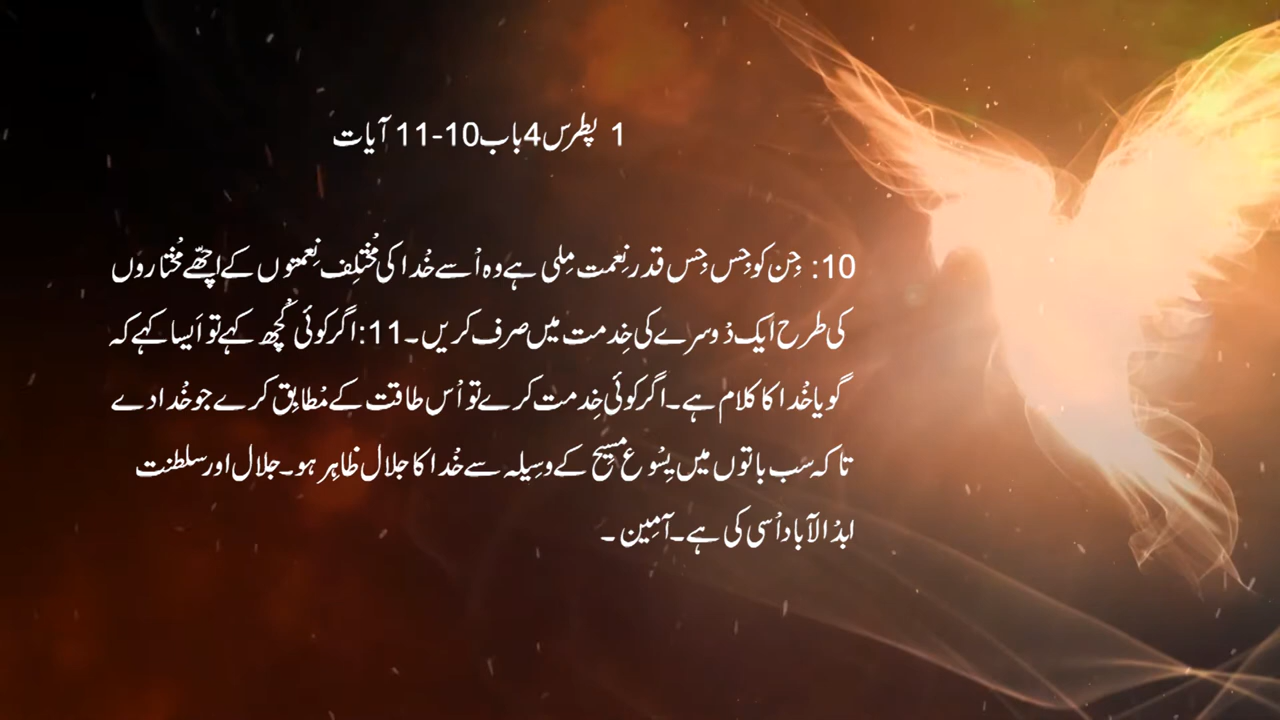 1 پطرس 4باب10-11 آیات
10: جِن کو جِس جِس قدر نِعمت مِلی ہے وہ اُسے خُدا کی مُختلِف نِعمتوں کے اچھّے مُختاروں
کی طرح ایک دُوسرے کی خِدمت میں صرف کریں۔11:اگر کوئی کُچھ کہے تو اَیسا کہے کہ
گویا خُدا کا کلام ہے۔اگر کوئی خِدمت کرے تو اُس طاقت کے مُطابِق کرے جو خُدا دے
تاکہ سب باتوں میں یِسُوع مسِیح کے وسِیلہ سے خُدا کا جلال ظاہِر ہو۔جلال اور سلطنت
ابدُالآباد اُسی کی ہے۔آمِین ۔